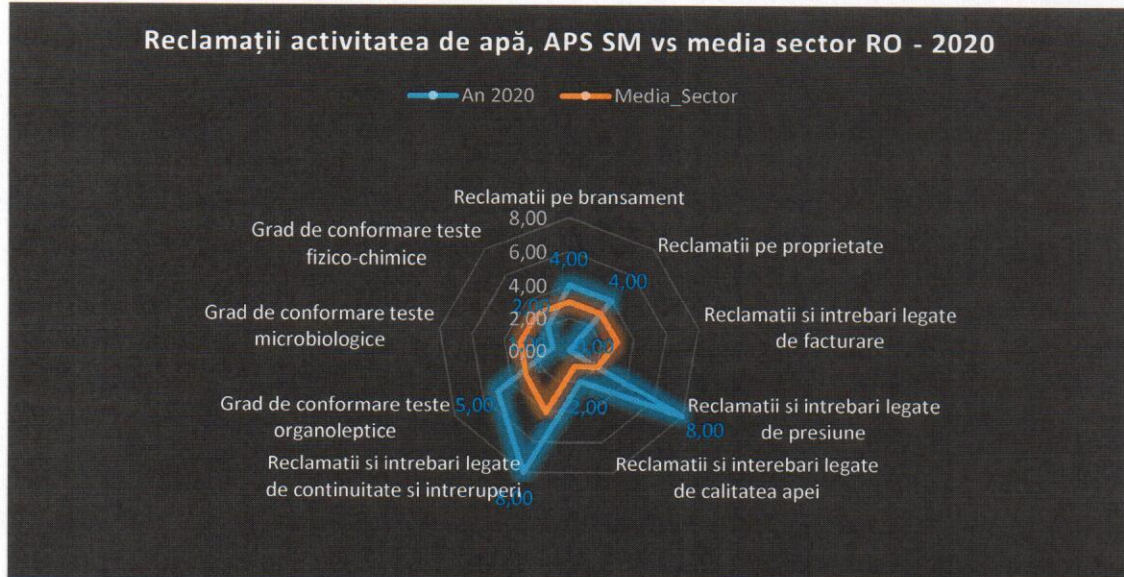 Reclamații activitatea de apă, APS SM vs media sector RO - 2020
An 2020
Media_Sector
Reclamatii pe bransament
8,00
Grad de conformare teste
fizico-chimice
Reclamatii pe proprietate
6,00
4,00
4,00
4,00
2,00
2,00
Grad de conformare teste
microbiologice
Reclamatii si intrebari legate
de facturare
0,00
Grad de conformare teste
organoleptice
5,00
2,00
Reclamatii si intrebari legate
de presiune
8,00
Reclamatii si intrebari legate
de continuitate si intreruperi
8,00
Reclamatii si interebari legate
de calitatea apei